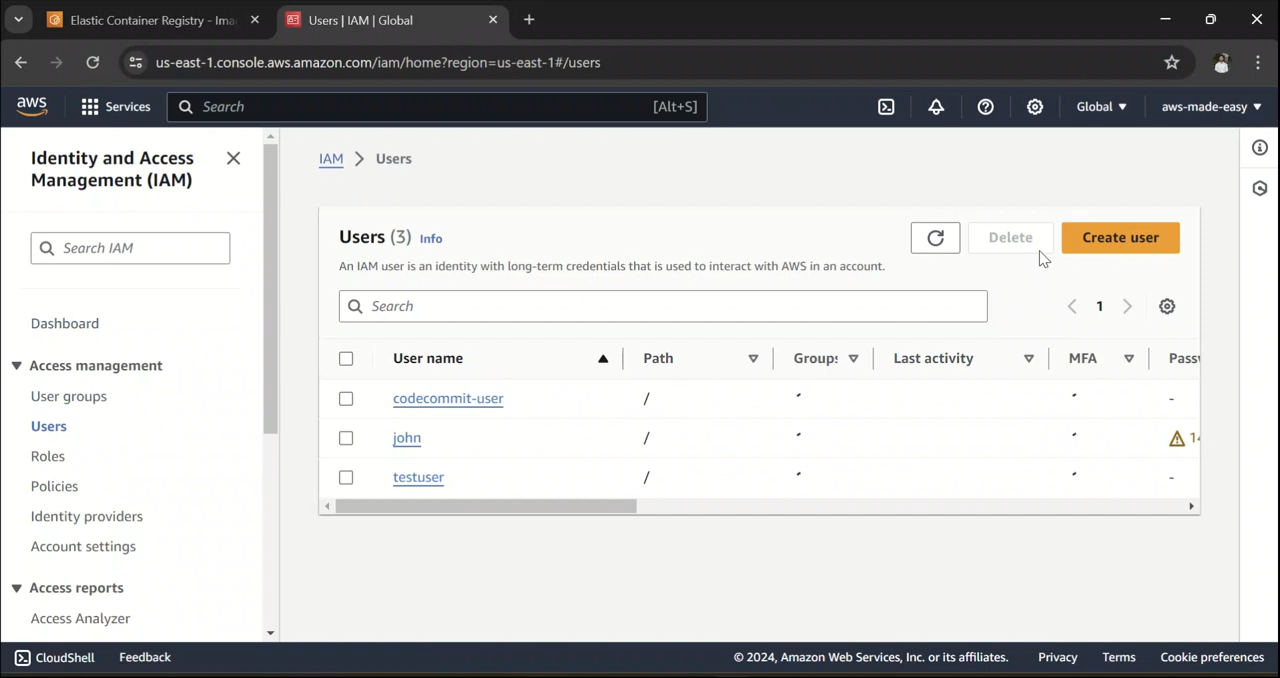 Elastic Container Registry - Ima
Users | IAM | Global
us-east-1.console.aws.amazon.com/iam/home?region=us-east-1#/users
aws
Services
Search
[Alt+S]
Global
aws-made-easy
Identity and Access
Management (IAM)
Search IAM
Dashboard
Access management
User groups
Users
Roles
Policies
Identity providers
Account settings
Access reports
Access Analyzer
IAM > Users
Users (3) Info
Delete
Create user
An IAM user is an identity with long-term credentials that is used to interact with AWS in an account.
Search
1
User name Path Groups Last activity MFA Passw
codecommit-user / -
john / 14
testuser / -
CloudShell Feedback © 2024, Amazon Web Services, Inc. or its affiliates. Privacy Terms Cookie preferences